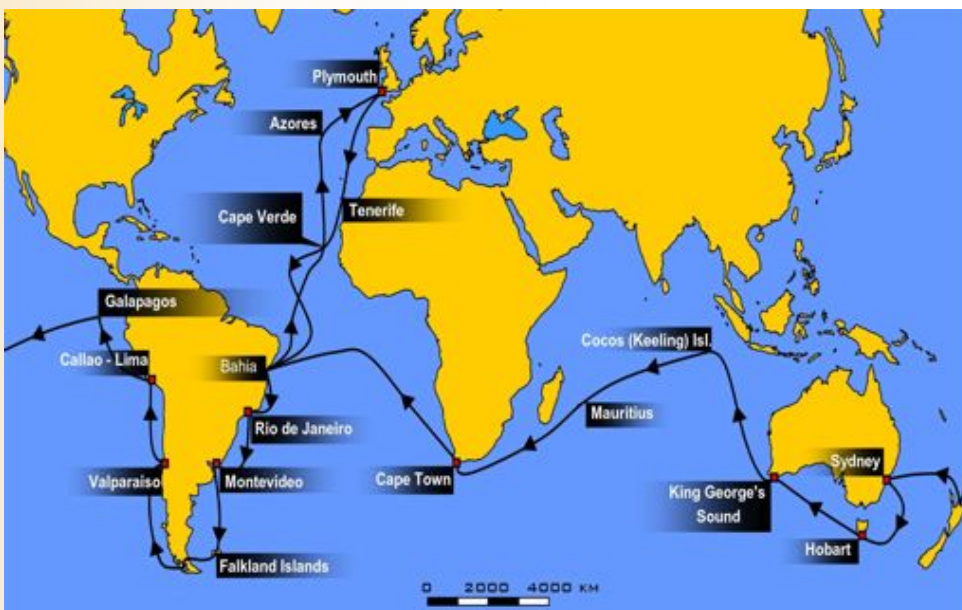 Plymouth
Azores
Cape Verde
Tenerife
Galapagos
Callao - Lima
Bahia
Rio de Janeiro
Valparaiso
Montevideo
Falkland Islands
Cape Town
Cocos (Keeling) Isl.
Mauritius
King George's
Sound
Sydney
Hobart
0 2000 4000 KM